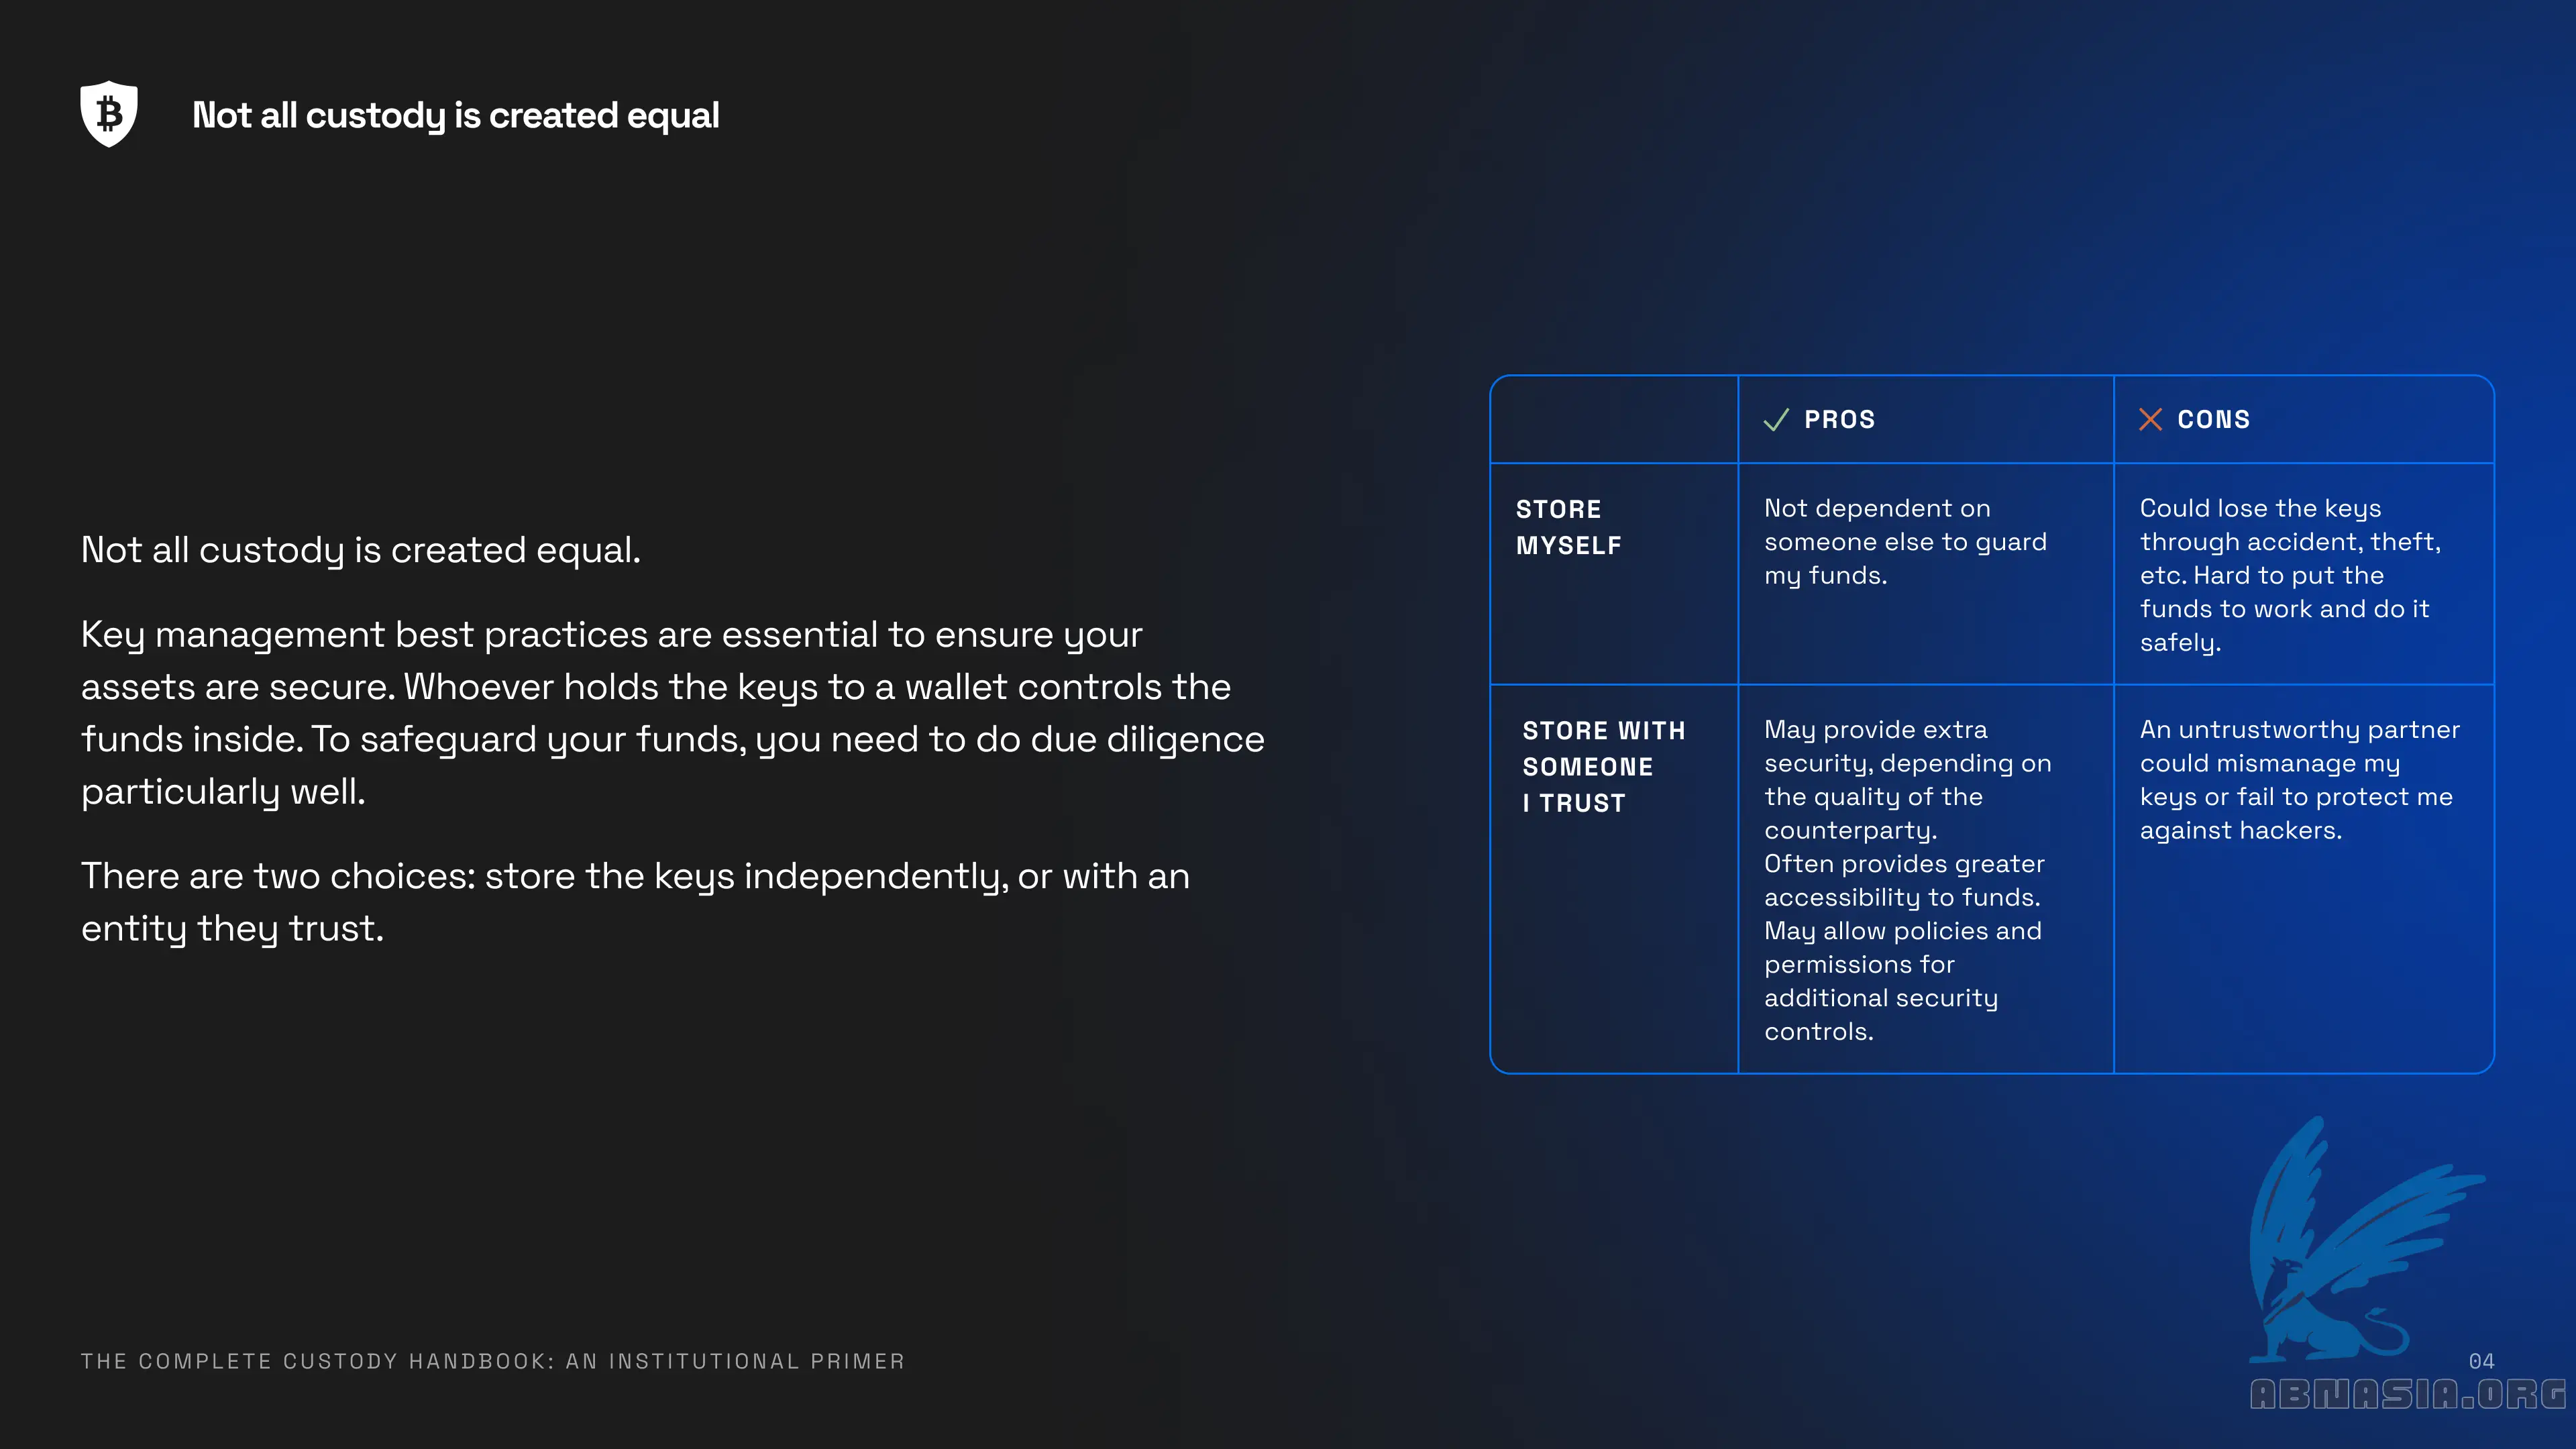 Not all custody is created equal
Not all custody is created equal.
Key management best practices are essential to ensure your
assets are secure. Whoever holds the keys to a wallet controls the
funds inside. To safeguard your funds, you need to do due diligence
particularly well.
There are two choices: store the keys independently, or with an
entity they trust.
PROS
CONS
STORE
MYSELF
Not dependent on
someone else to guard
my funds.
Could lose the keys
through accident, theft,
etc. Hard to put the
funds to work and do it
safely.
STORE WITH
SOMEONE
I TRUST
May provide extra
security, depending on
the quality of the
counterparty.
Often provides greater
accessibility to funds.
May allow policies and
permissions for
additional security
controls.
An untrustworthy partner
could mismanage my
keys or fail to protect me
against hackers.
THE COMPLETE CUSTODY HANDBOOK: AN INSTITUTIONAL PRIMER
04
ABNASIA.ORG